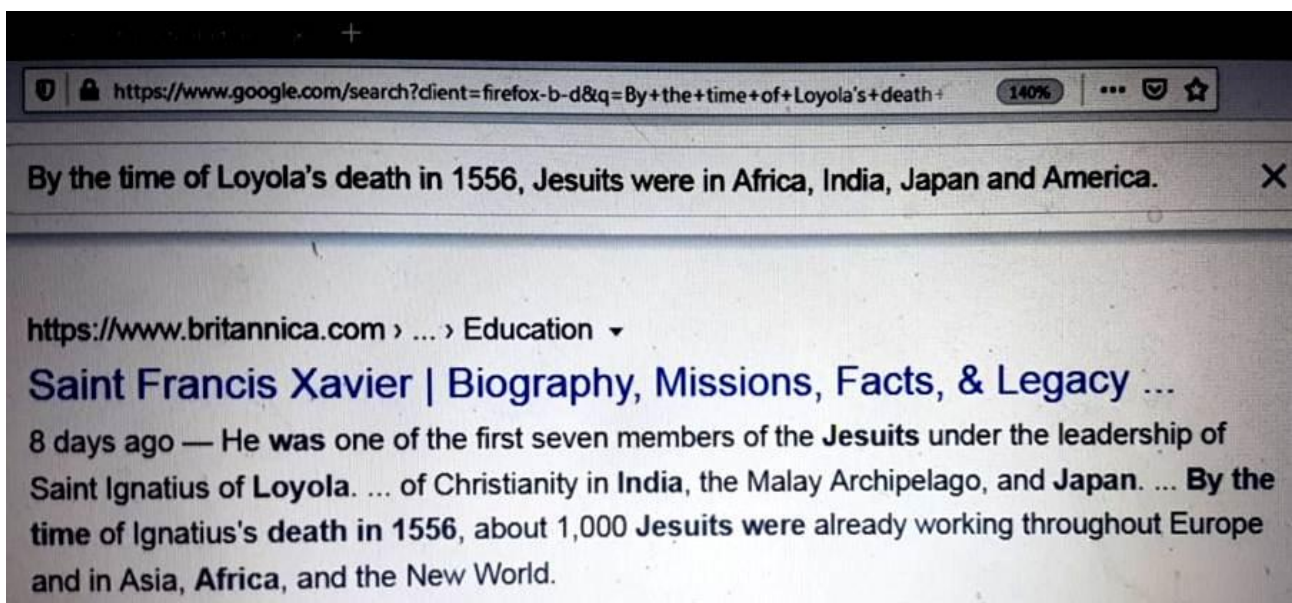 https://www.google.com/search?client=firefox-b-d&q=By+the+time+of+Loyola's+death+
140%
By the time of Loyola's death in 1556, Jesuits were in Africa, India, Japan and America.
https://www.britannica.com › ... › Education
Saint Francis Xavier | Biography, Missions, Facts, & Legacy ...
8 days ago — He was one of the first seven members of the Jesuits under the leadership of
Saint Ignatius of Loyola. ... of Christianity in India, the Malay Archipelago, and Japan. ... By the
time of Ignatius's death in 1556, about 1,000 Jesuits were already working throughout Europe
and in Asia, Africa, and the New World.